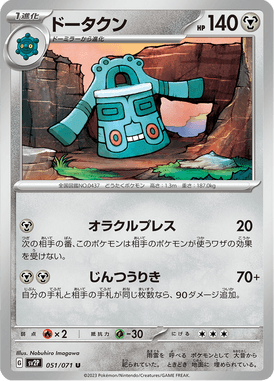 1進化
ドータクン
HP 140
ドーミラーから進化
全国図鑑NO.0437 どうたくポケモン 高さ:1.3m 重さ:187.0kg
オラクルプレス 20
次の相手の番、このポケモンは相手のポケモンが使うワザの効果を受けない。
じんつうりき 70+
自分の手札と相手の手札が同じ枚数なら、90ダメージ追加。
弱点 ×2 抵抗力 -30 にげる
Illus. Nobuhiro Imagawa
SV2P 051/071 U
©2023 Pokémon/Nintendo/Creatures/GAME FREAK.